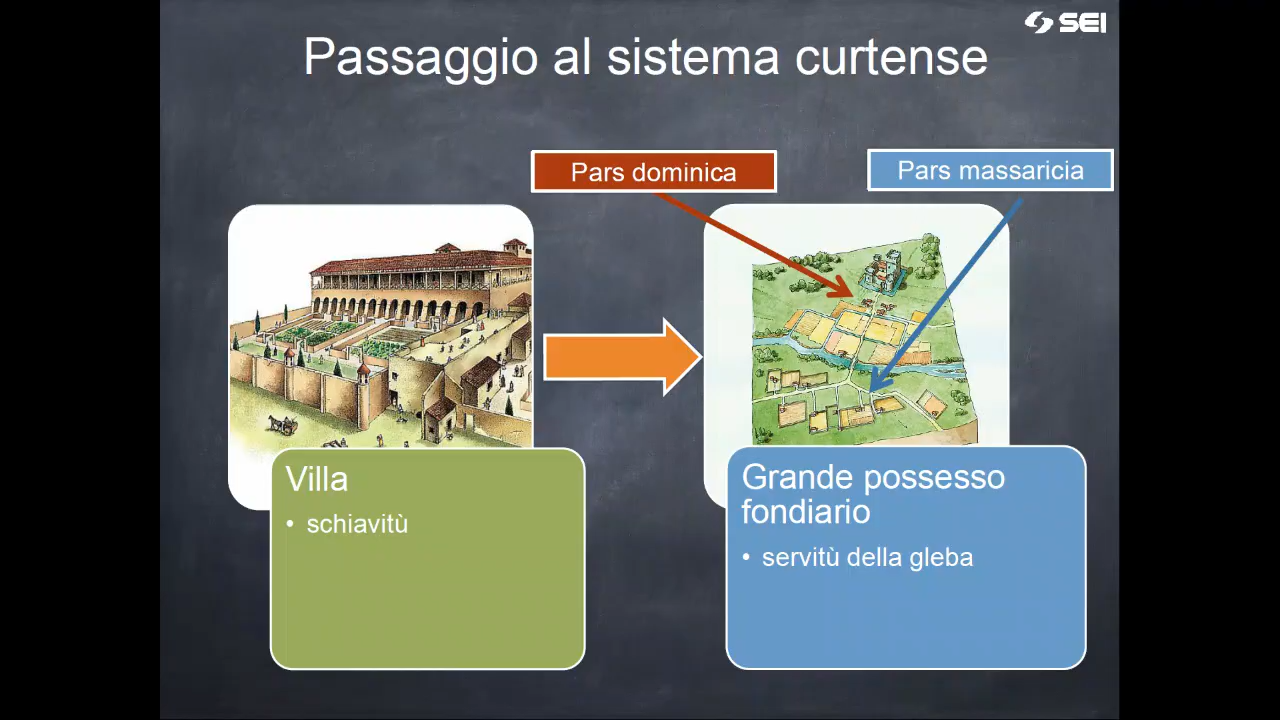 SEI
Passaggio al sistema curtense
Pars dominica
Pars massaricia
Villa
• schiavitù
Grande possesso
fondiario
• servitù della gleba